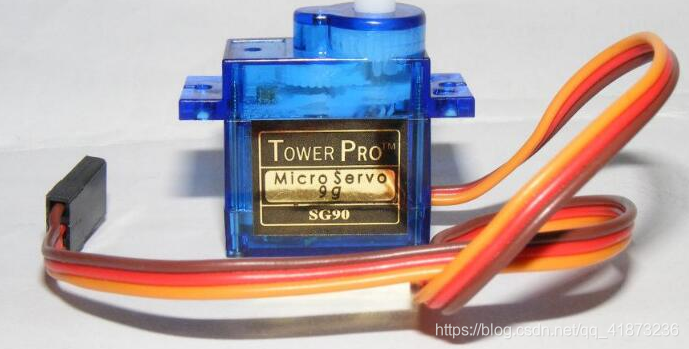 TOWER PRO™
Micro Servo
9g
SG90
https://blog.csdn.net/qq_41873236